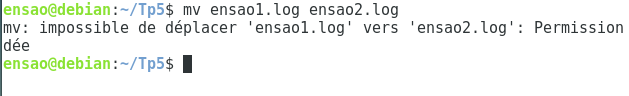 ensao@debian:~/Tp5$ mv ensao1.log ensao2.log
mv: impossible de déplacer 'ensao1.log' vers 'ensao2.log': Permission
dée
ensao@debian:~/Tp5$